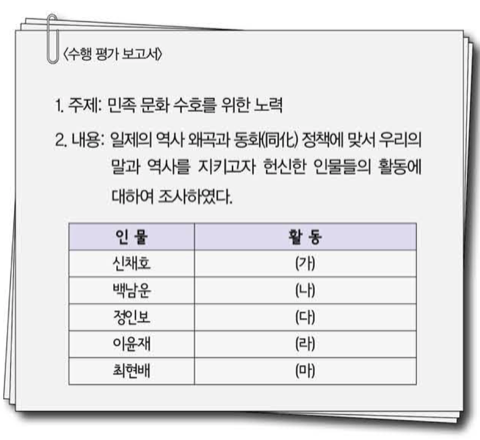 <수행 평가 보고서>
1. 주제: 민족 문화 수호를 위한 노력
2. 내용: 일제의 역사 왜곡과 동화(同化) 정책에 맞서 우리의
말과 역사를 지키고자 헌신한 인물들의 활동에
대하여 조사하였다.
인 물 활 동
신채호 (가)
백남운 (나)
정인보 (다)
이윤재 (라)
최현배 (마)